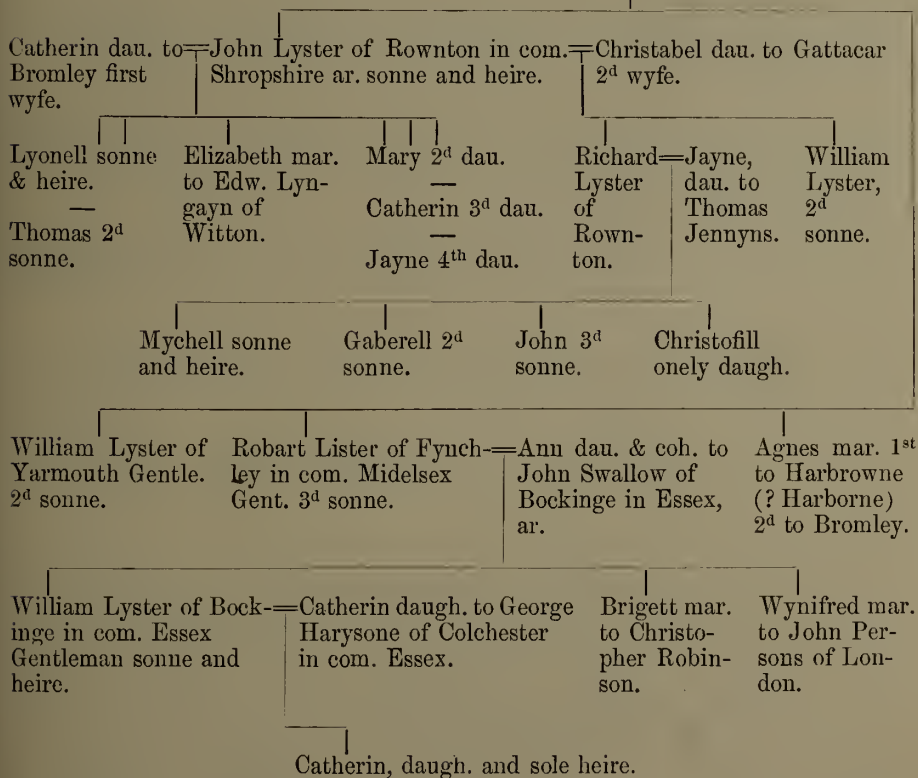 Catherin dau. to=John Lyster of Rownton in com.=Christabel dau. to Gattacar
Bromley first Shropshire ar. sonne and heire. 2d wyfe.
wyfe.
Lyonell sonne Elizabeth mar. Mary 2d dau. Richard=Jayne, William
& heire. to Edw. Lyn- — Lyster dau. to Lyster,
— gayn of Catherin 3d dau. of Thomas 2d
Thomas 2d Witton. — Rown- Jennyns. sonne.
sonne. Jayne 4th dau. ton.
Mychell sonne Gaberell 2d John 3d Christofill
and heire. sonne. sonne. onely daugh.
William Lyster of Robart Lister of Fynch-=Ann dau. & coh. to Agnes mar. 1st
Yarmouth Gentle. ley in com. Midelsex John Swallow of to Harbrowne
2d sonne. Gent. 3d sonne. Bockinge in Essex, (? Harborne)
ar. 2d to Bromley.
William Lyster of Bock-=Catherin daugh. to George Brigett mar. Wynifred mar.
inge in com. Essex Harysone of Colchester to Christo- to John Per-
Gentleman sonne and in com. Essex. pher Robin- sons of Lon-
heire. son. don.
Catherin, daugh. and sole heire.